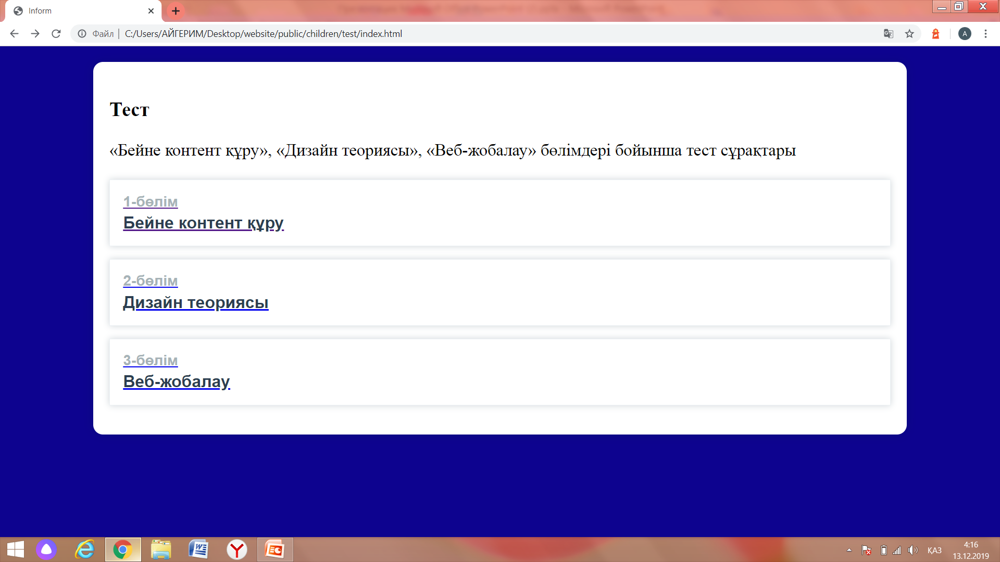 Inform
Файл | C:/Users/АЙГЕРИМ/Desktop/website/public/children/test/index.html
A
Тест
«Бейне контент құру», «Дизайн теориясы», «Веб-жобалау» бөлімдері бойынша тест сұрақтары
1-бөлім
Бейне контент құру
2-бөлім
Дизайн теориясы
3-бөлім
Веб-жобалау
ҚАЗ
4:16
13.12.2019